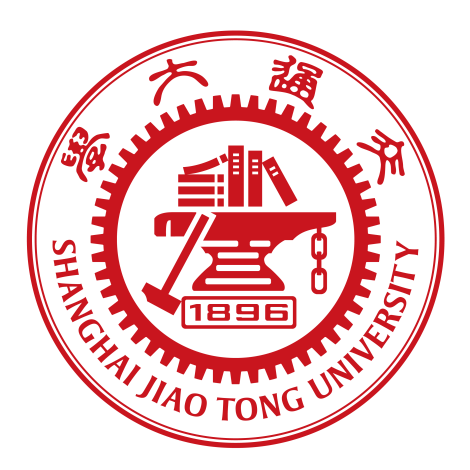 交通大學
1896
SHANGHAI JIAO TONG UNIVERSITY